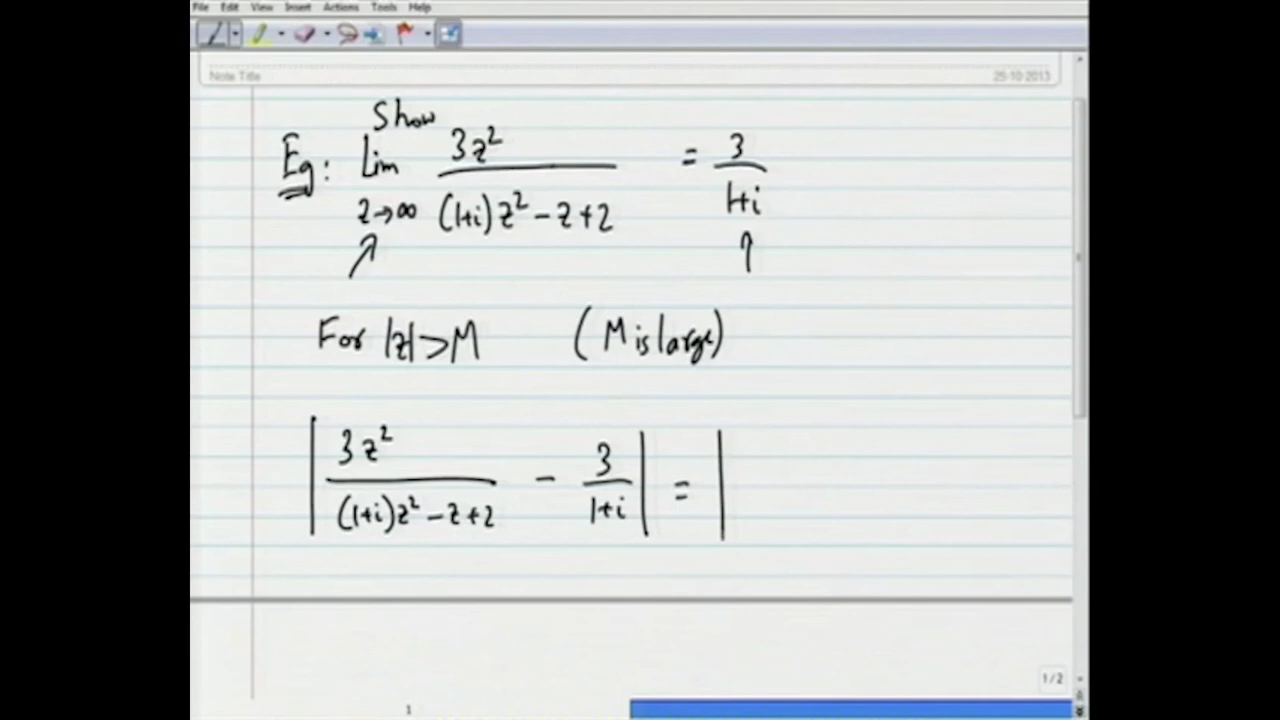 File Edit View Insert Actions Tools Help
Note Title 25-10-2013
Show
Eg: Lim z→∞ 3z² / ((1+i)z² - z + 2) = 3 / (1+i)
For |z| > M (M is large)
| 3z² / ((1+i)z² - z + 2) - 3 / (1+i) | = |
1/2
1